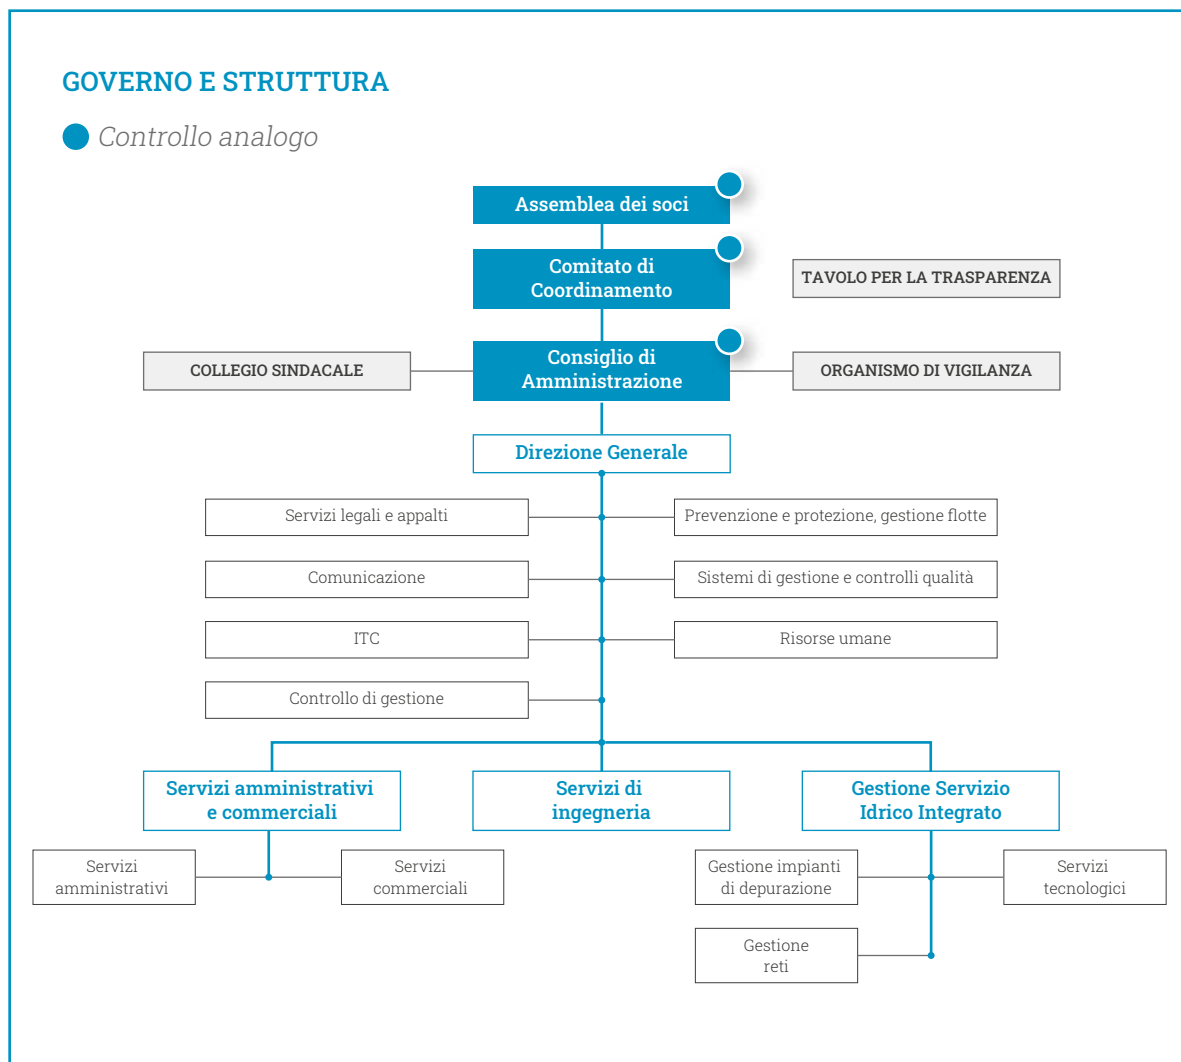 GOVERNO E STRUTTURA
Controllo analogo
Assemblea dei soci
Comitato di
Coordinamento
TAVOLO PER LA TRASPARENZA
COLLEGIO SINDACALE
Consiglio di
Amministrazione
ORGANISMO DI VIGILANZA
Direzione Generale
Servizi legali e appalti
Prevenzione e protezione, gestione flotte
Comunicazione
Sistemi di gestione e controlli qualità
ITC
Risorse umane
Controllo di gestione
Servizi amministrativi
e commerciali
Servizi di
ingegneria
Gestione Servizio
Idrico Integrato
Servizi
amministrativi
Servizi
commerciali
Gestione impianti
di depurazione
Servizi
tecnologici
Gestione
reti